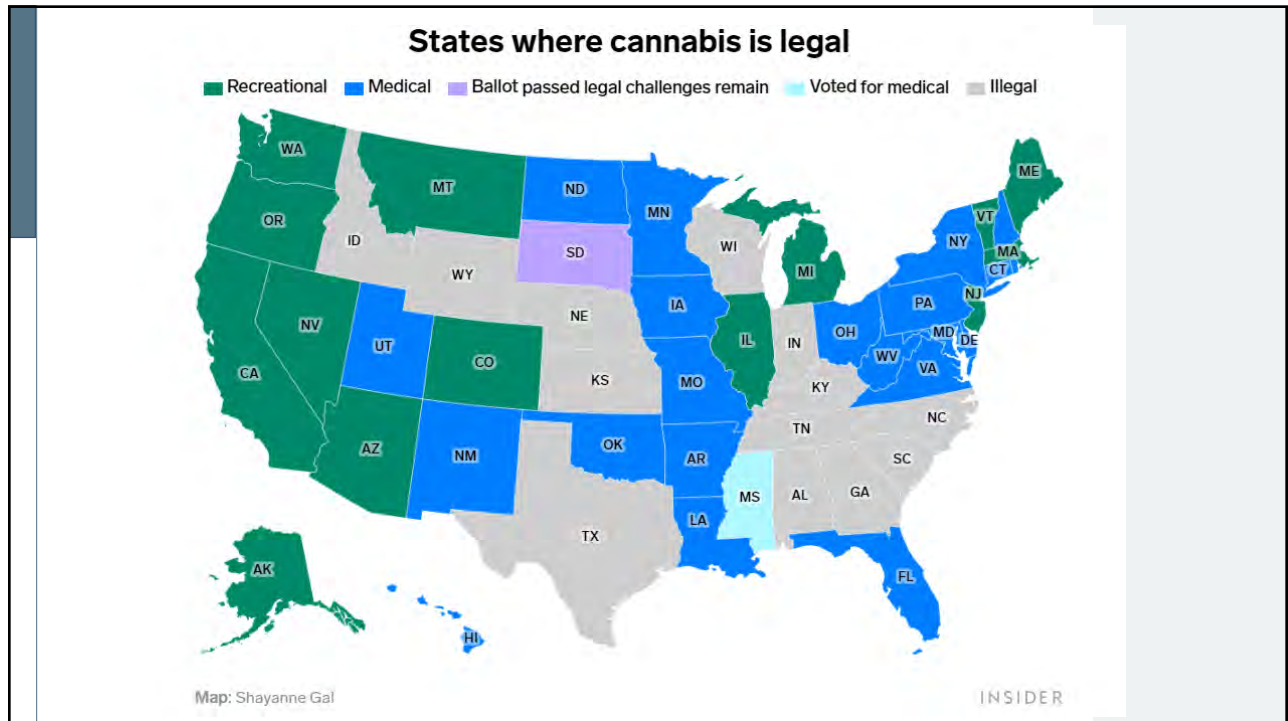 States where cannabis is legal
Recreational Medical Ballot passed legal challenges remain Voted for medical Illegal
WA
ME
MT
ND
VT
MN
OR
NY
MA
ID
WI
SD
CT
WY
MI
PA
NJ
IA
NE
NV
OH
MD
DE
UT
IL
IN
WV
CO
VA
CA
KS
MO
KY
NC
TN
AZ
OK
NM
AR
SC
MS
AL
GA
LA
TX
AK
FL
HI
Map: Shayanne Gal
INSIDER